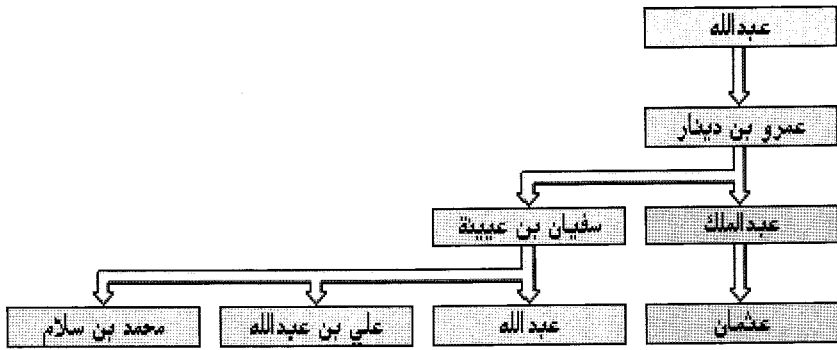 عبدالله
عمرو بن دينار
عبدالملك
سفيان بن عيينة
عثمان
عبدالله
علي بن عبدالله
محمد بن سلام